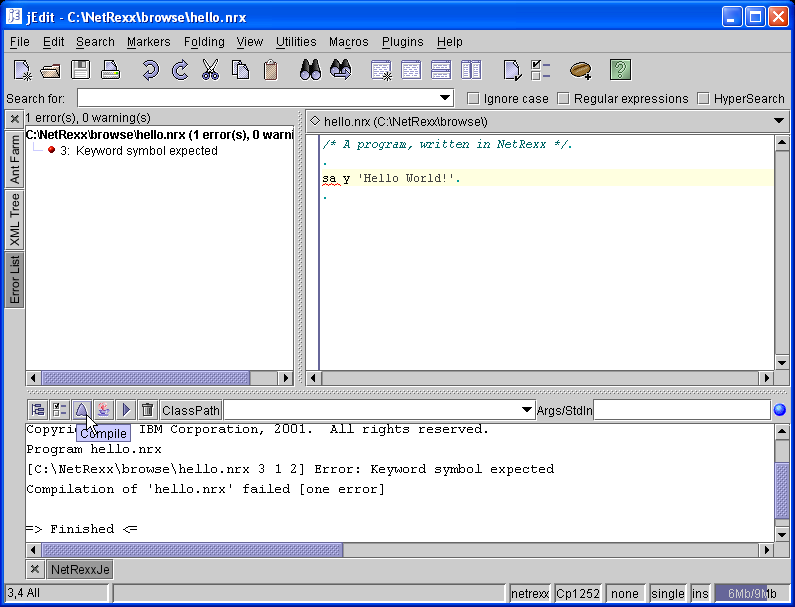 jEdit - C:\NetRexx\browse\hello.nrx
File Edit Search Markers Folding View Utilities Macros Plugins Help
Search for: Ignore case Regular expressions HyperSearch
1 error(s), 0 warning(s)
C:\NetRexx\browse\hello.nrx (1 error(s), 0 warni
3: Keyword symbol expected
Ant Farm
XML Tree
Error List
hello.nrx (C:\NetRexx\browse\)
/* A program, written in NetRexx */.
.
sa y 'Hello World!'.
.
ClassPath Args/StdIn
Compile
IBM Corporation, 2001. All rights reserved.
Program hello.nrx
[C:\NetRexx\browse\hello.nrx 3 1 2] Error: Keyword symbol expected
Compilation of 'hello.nrx' failed [one error]
=> Finished <=
NetRexxJe
3,4 All netrexx Cp1252 none single ins 6Mb/9Mb